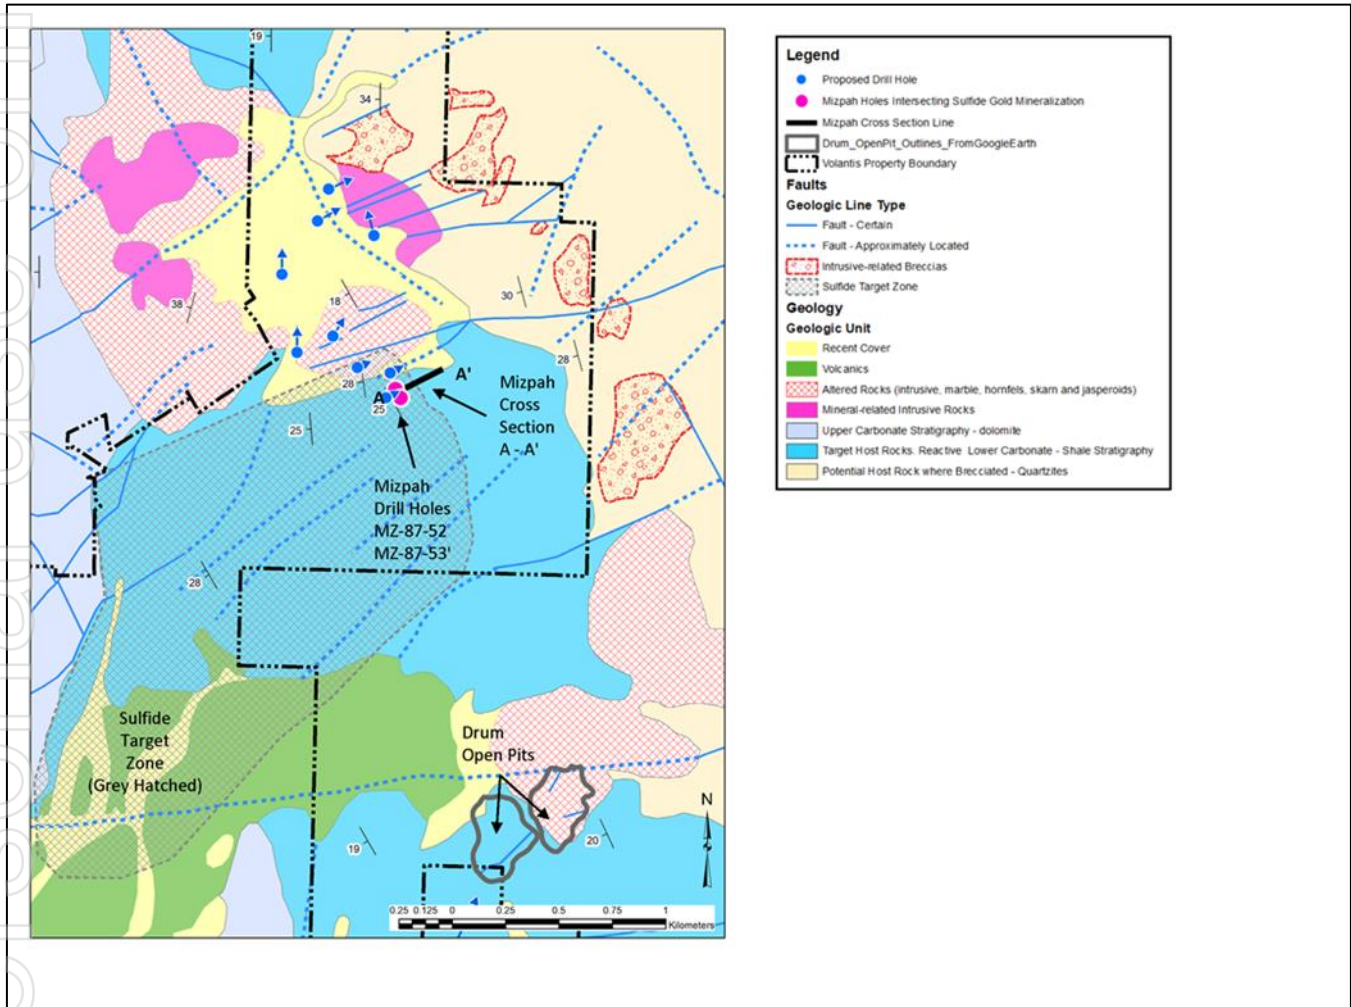 19
34
38
18
30
28
28
25
25
28
19
20
A
A'
Mizpah
Cross
Section
A - A'
Mizpah
Drill Holes
MZ-87-52
MZ-87-53'
Sulfide
Target
Zone
(Grey Hatched)
Drum
Open Pits
N
0.25 0.125 0 0.25 0.5 0.75 1
Kilometers
Legend
Proposed Drill Hole
Mizpah Holes Intersecting Sulfide Gold Mineralization
Mizpah Cross Section Line
Drum_OpenPit_Outlines_FromGoogleEarth
Volantis Property Boundary
Faults
Geologic Line Type
Fault - Certain
Fault - Approximately Located
Intrusive-related Breccias
Sulfide Target Zone
Geology
Geologic Unit
Recent Cover
Volcanics
Altered Rocks (intrusive, marble, hornfels, skarn and jasperoids)
Mineral-related Intrusive Rocks
Upper Carbonate Stratigraphy - dolomite
Target Host Rocks. Reactive Lower Carbonate - Shale Stratigraphy
Potential Host Rock where Brecciated - Quartzites